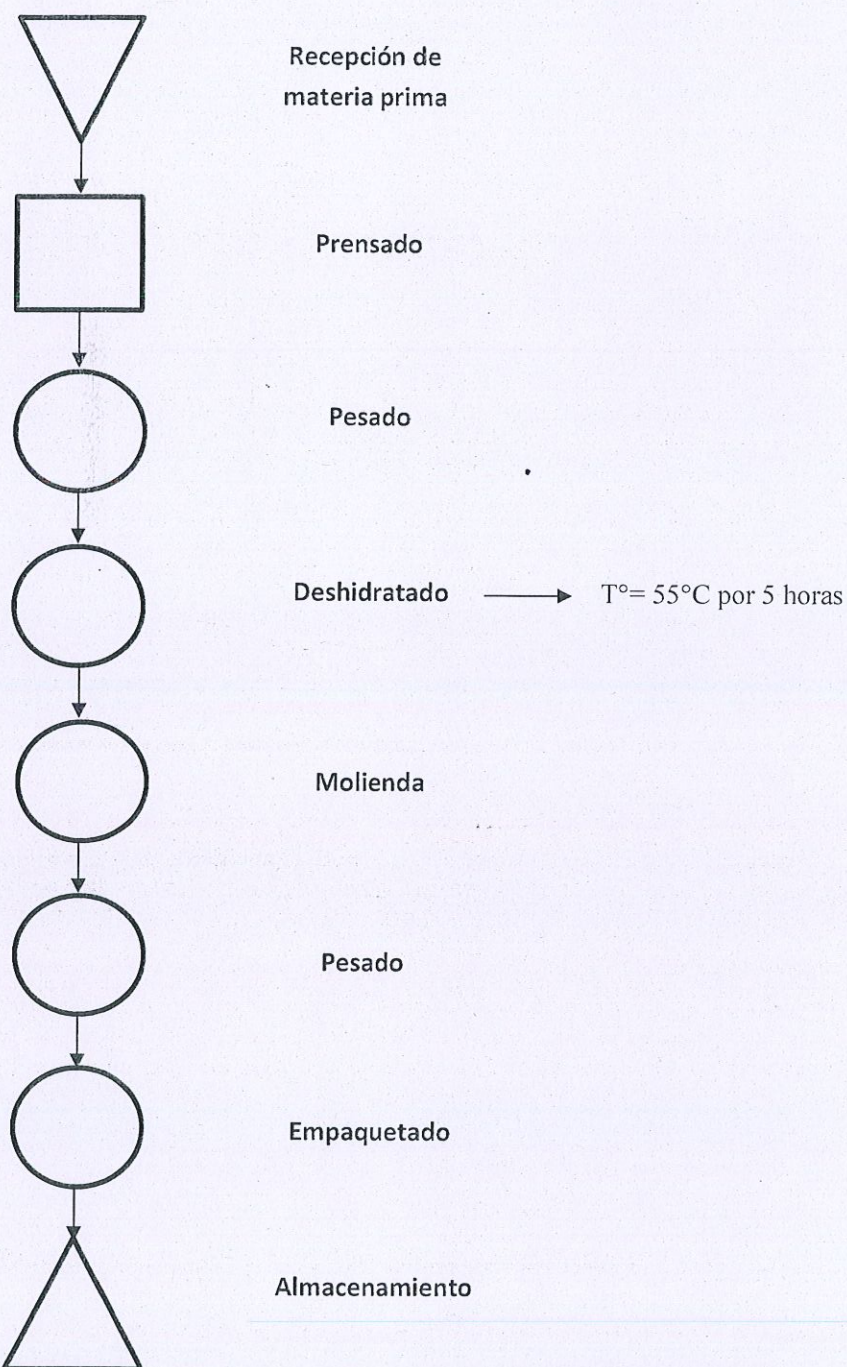 Recepción de
materia prima
Prensado
Pesado
Deshidratado T°= 55°C por 5 horas
Molienda
Pesado
Empaquetado
Almacenamiento